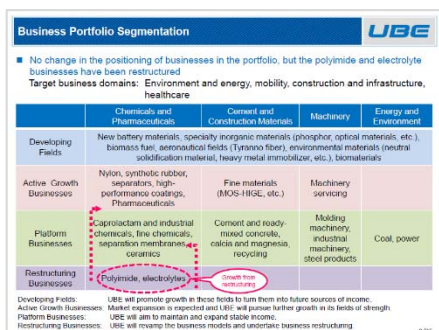 Business Portfolio Segmentation
UBE
No change in the positioning of businesses in the portfolio, but the polyimide and electrolyte
businesses have been restructured
Target business domains: Environment and energy, mobility, construction and infrastructure,
healthcare
Chemicals and
Pharmaceuticals
Cement and
Construction Materials
Machinery
Energy and
Environment
Developing
Fields
New battery materials, specialty inorganic materials (phosphor, optical materials, etc.),
biomass fuel, aeronautical fields (Tyranno fiber), environmental materials (neutral
solidification material, heavy metal immobilizer, etc.), biomaterials
Active Growth
Businesses
Nylon, synthetic rubber,
separators, high-
performance coatings,
Pharmaceuticals
Fine materials
(MOS-HIGE, etc.)
Machinery
servicing
Platform
Businesses
Caprolactam and industrial
chemicals, fine chemicals,
separation membranes,
ceramics
Cement and ready-
mixed concrete,
calcia and magnesia,
recycling
Molding
machinery,
industrial
machinery,
steel products
Coal, power
Restructuring
Businesses
Polyimide, electrolytes
Growth from
restructuring
Developing Fields: UBE will promote growth in these fields to turn them into future sources of income.
Active Growth Businesses: Market expansion is expected and UBE will pursue further growth in its fields of strength.
Platform Businesses: UBE will aim to maintain and expand stable income.
Restructuring Businesses: UBE will revamp the business models and undertake business restructuring.